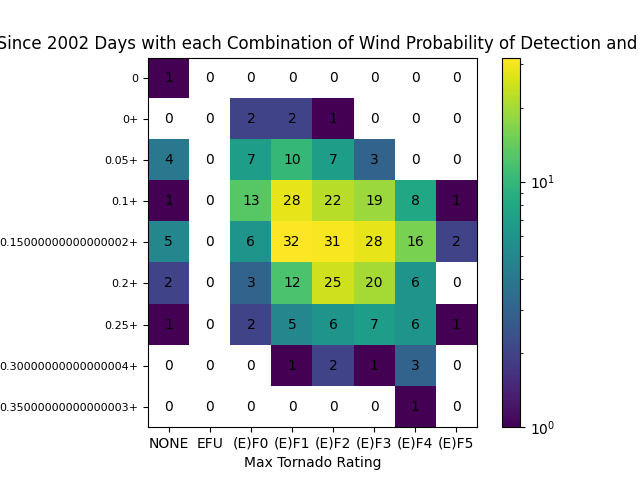 Since 2002 Days with each Combination of Wind Probability of Detection and
0 1 0 0 0 0 0 0 0
0+ 0 0 2 2 1 0 0 0
0.05+ 4 0 7 10 7 3 0 0
0.1+ 1 0 13 28 22 19 8 1
0.15000000000000002+ 5 0 6 32 31 28 16 2
0.2+ 2 0 3 12 25 20 6 0
0.25+ 1 0 2 5 6 7 6 1
0.30000000000000004+ 0 0 0 1 2 1 3 0
0.35000000000000003+ 0 0 0 0 0 0 1 0
NONE EFU (E)F0 (E)F1 (E)F2 (E)F3 (E)F4 (E)F5
Max Tornado Rating
10¹
10⁰